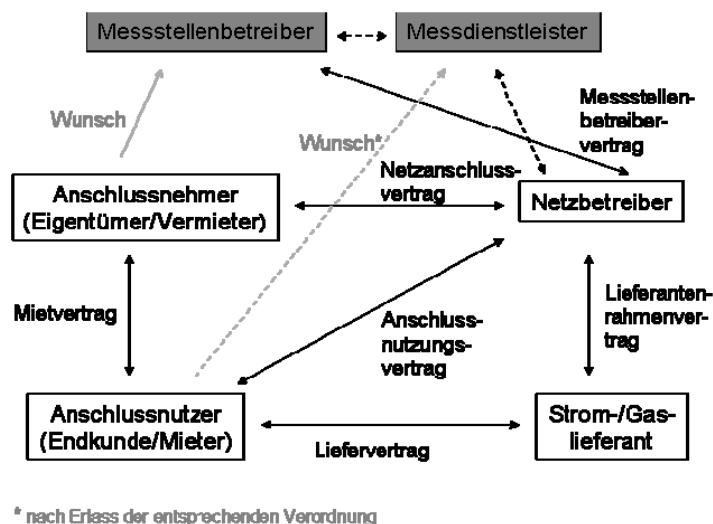 Messstellenbetreiber
Messdienstleister
Wunsch
Wunsch*
Messstellen-
betreiber-
vertrag
Netzanschluss-
vertrag
Anschlussnehmer
(Eigentümer/Vermieter)
Netzbetreiber
Mietvertrag
Anschluss-
nutzungs-
vertrag
Lieferanten-
rahmenver-
trag
Anschlussnutzer
(Endkunde/Mieter)
Liefervertrag
Strom-/Gas-
lieferant
* nach Erlass der entsprechenden Verordnung